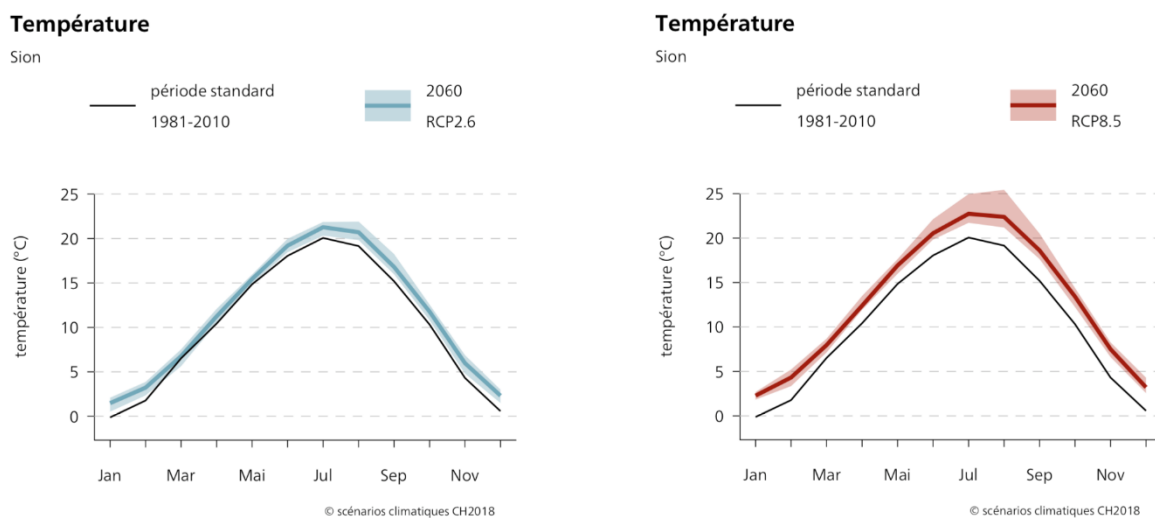 Température
Sion
période standard
1981-2010
2060
RCP2.6
température (°C)
25
20
15
10
5
0
Jan
Mar
Mai
Jul
Sep
Nov
© scénarios climatiques CH2018
Température
Sion
période standard
1981-2010
2060
RCP8.5
température (°C)
25
20
15
10
5
0
Jan
Mar
Mai
Jul
Sep
Nov
© scénarios climatiques CH2018